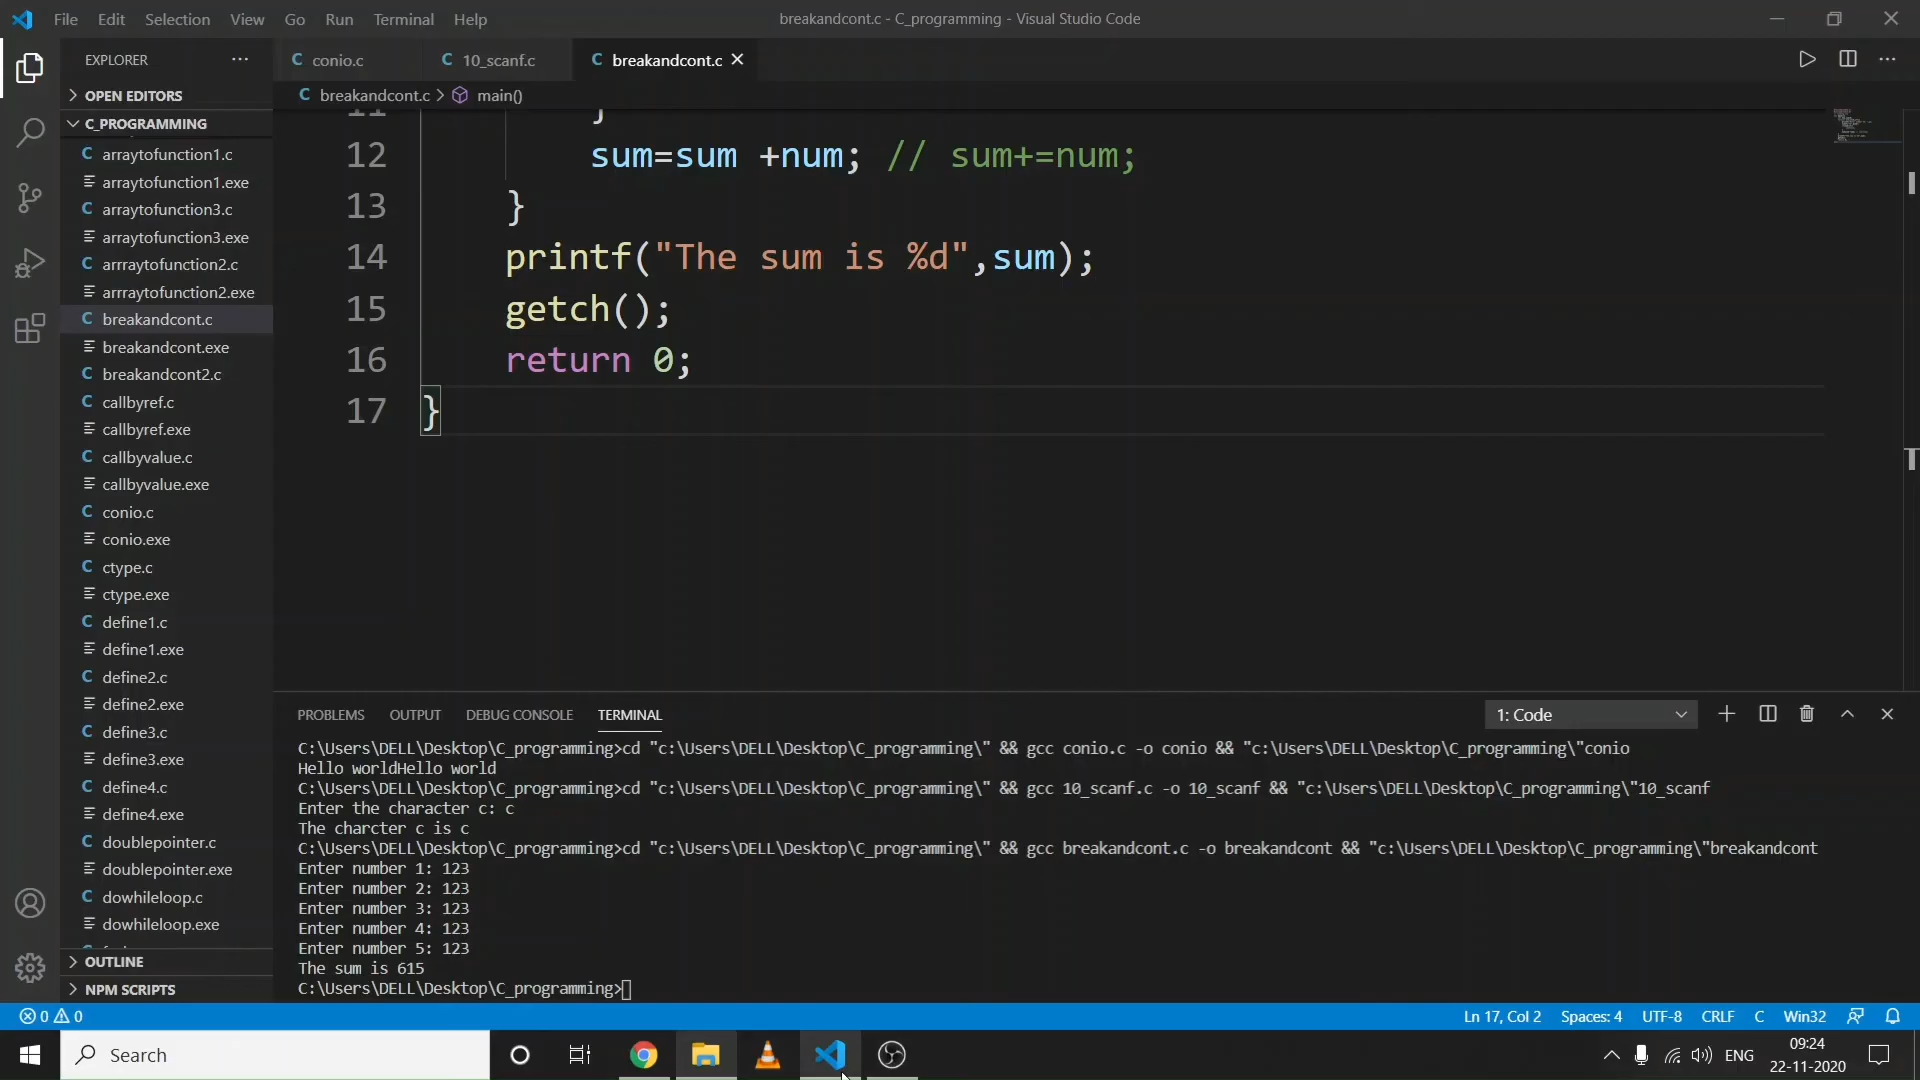 File Edit Selection View Go Run Terminal Help
breakandcont.c - C_programming - Visual Studio Code
EXPLORER
C conio.c
C 10_scanf.c
C breakandcont.c
OPEN EDITORS
C breakandcont.c > main()
C_PROGRAMMING
C arraytofunction1.c
arraytofunction1.exe
C arraytofunction3.c
arraytofunction3.exe
C arrraytofunction2.c
arrraytofunction2.exe
C breakandcont.c
breakandcont.exe
C breakandcont2.c
C callbyref.c
callbyref.exe
C callbyvalue.c
callbyvalue.exe
C conio.c
conio.exe
C ctype.c
ctype.exe
C define1.c
define1.exe
C define2.c
define2.exe
C define3.c
define3.exe
C define4.c
define4.exe
C doublepointer.c
doublepointer.exe
C dowhileloop.c
dowhileloop.exe
OUTLINE
NPM SCRIPTS
11 }
12 sum=sum +num; // sum+=num;
13 }
14 printf("The sum is %d",sum);
15 getch();
16 return 0;
17 }
PROBLEMS OUTPUT DEBUG CONSOLE TERMINAL
1: Code
C:\Users\DELL\Desktop\C_programming>cd "c:\Users\DELL\Desktop\C_programming\" && gcc conio.c -o conio && "c:\Users\DELL\Desktop\C_programming\"conio
Hello worldHello world
C:\Users\DELL\Desktop\C_programming>cd "c:\Users\DELL\Desktop\C_programming\" && gcc 10_scanf.c -o 10_scanf && "c:\Users\DELL\Desktop\C_programming\"10_scanf
Enter the character c: c
The charcter c is c
C:\Users\DELL\Desktop\C_programming>cd "c:\Users\DELL\Desktop\C_programming\" && gcc breakandcont.c -o breakandcont && "c:\Users\DELL\Desktop\C_programming\"breakandcont
Enter number 1: 123
Enter number 2: 123
Enter number 3: 123
Enter number 4: 123
Enter number 5: 123
The sum is 615
C:\Users\DELL\Desktop\C_programming>
0 0
Ln 17, Col 2 Spaces: 4 UTF-8 CRLF C Win32
Search
ENG
09:24
22-11-2020